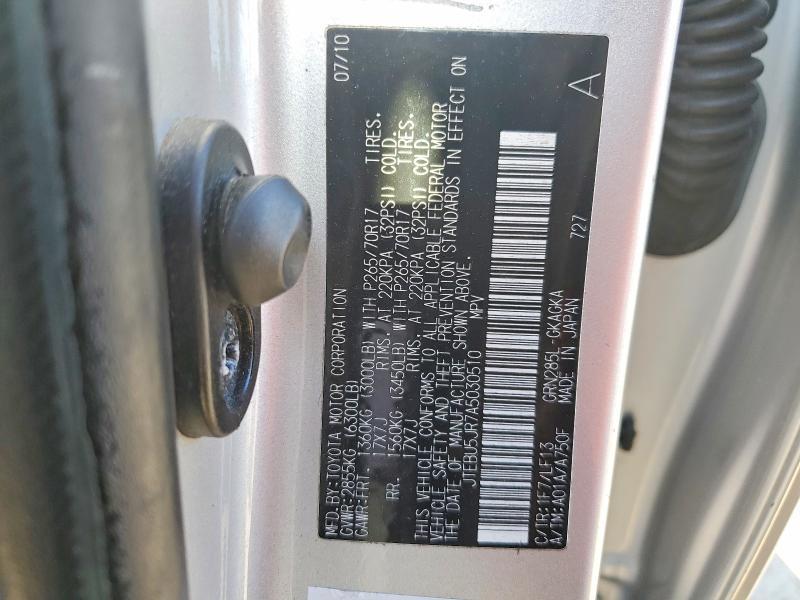 MFD.BY:TOYOTA MOTOR CORPORATION 07/10
GVWR:2855KG(6300LB)
GAWR:FRT. 1360KG (3000LB) WITH P265/70R17 TIRES.
17X7J RIMS. AT 220KPA (32PSI) COLD.
RR. 1560KG (3450LB) WITH P265/70R17 TIRES.
17X7J RIMS. AT 220KPA (32PSI) COLD.
THIS VEHICLE CONFORMS TO ALL APPLICABLE FEDERAL MOTOR
VEHICLE SAFETY AND THEFT PREVENTION STANDARDS IN EFFECT ON
THE DATE OF MANUFACTURE SHOWN ABOVE.
JTEBU5JR7A5030510 MPV
C/TR:1F7/LF13 GRN285L-GKAGKA
A/TM:A01A/A750F MADE IN JAPAN 727 A